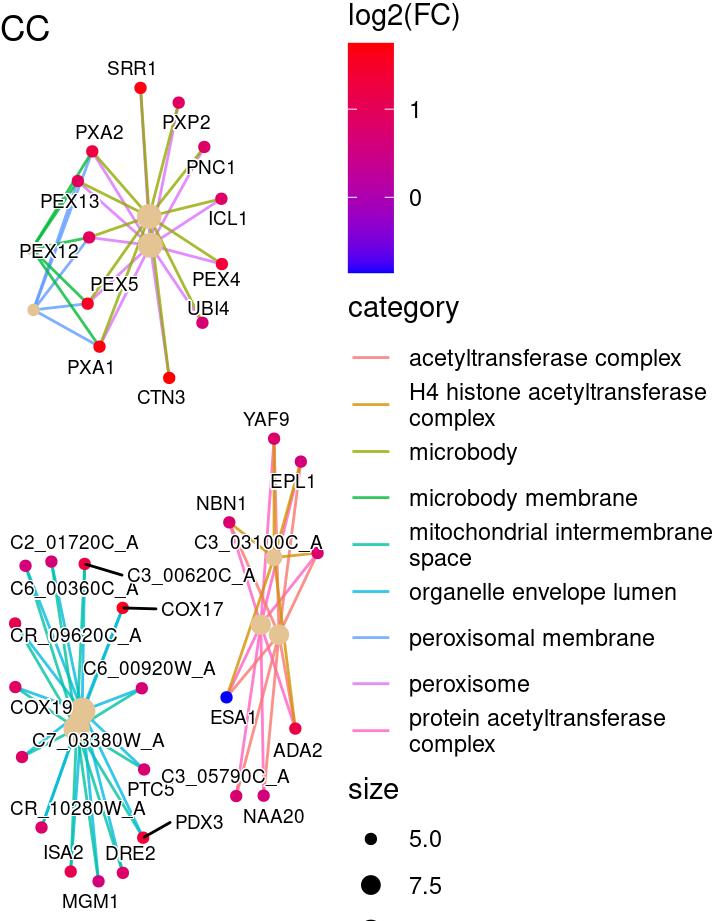 CC
log2(FC)
1
0
SRR1
PXP2
PXA2
PNC1
PEX13
ICL1
PEX12
PEX4
PEX5
UBI4
PXA1
CTN3
category
acetyltransferase complex
H4 histone acetyltransferase
complex
microbody
microbody membrane
mitochondrial intermembrane
space
organelle envelope lumen
peroxisomal membrane
peroxisome
protein acetyltransferase
complex
YAF9
EPL1
NBN1
C3_03100C_A
C2_01720C_A
C3_00620C_A
C6_00360C_A
COX17
CR_09620C_A
C6_00920W_A
COX19
ESA1
C7_03380W_A
ADA2
C3_05790C_A
PTC5
CR_10280W_A
NAA20
PDX3
ISA2
DRE2
MGM1
size
5.0
7.5